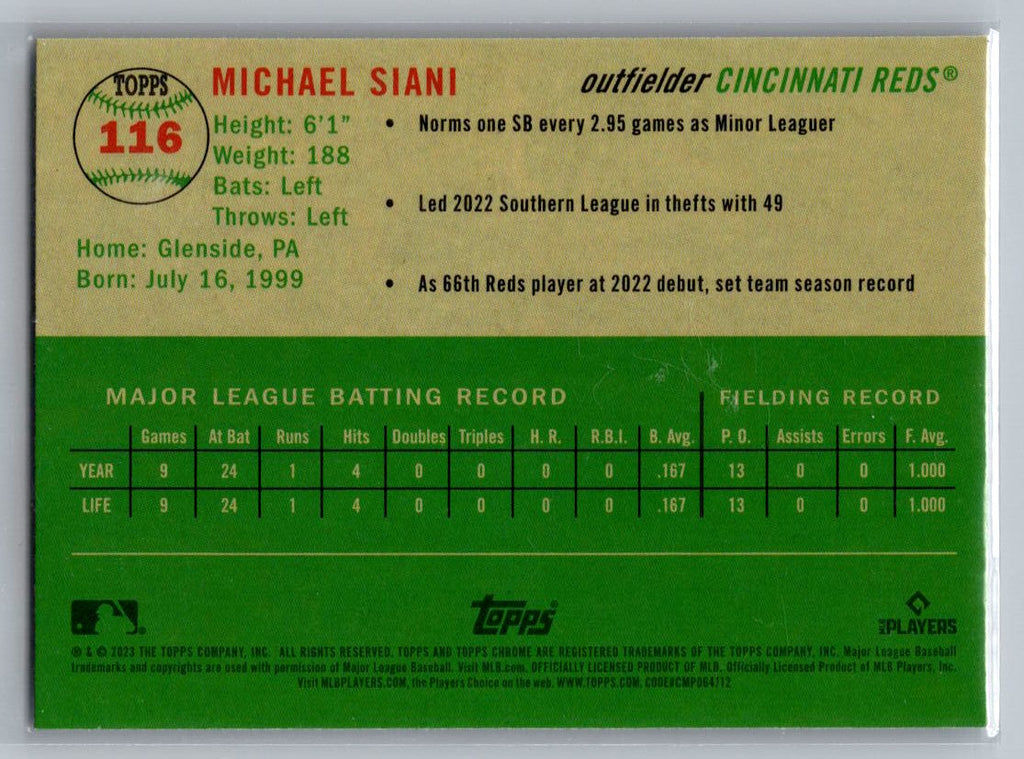 TOPPS
116
MICHAEL SIANI
outfielder CINCINNATI REDS®
Height: 6'1"
Weight: 188
Bats: Left
Throws: Left
Home: Glenside, PA
Born: July 16, 1999
• Norms one SB every 2.95 games as Minor Leaguer
• Led 2022 Southern League in thefts with 49
• As 66th Reds player at 2022 debut, set team season record
MAJOR LEAGUE BATTING RECORD FIELDING RECORD
Games At Bat Runs Hits Doubles Triples H. R. R.B.I. B. Avg. P. O. Assists Errors F. Avg.
YEAR 9 24 1 4 0 0 0 0 .167 13 0 0 1.000
LIFE 9 24 1 4 0 0 0 0 .167 13 0 0 1.000
topps
MLB PLAYERS
® & © 2023 THE TOPPS COMPANY, INC. ALL RIGHTS RESERVED. TOPPS AND TOPPS CHROME ARE REGISTERED TRADEMARKS OF THE TOPPS COMPANY, INC. Major League Baseball
trademarks and copyrights are used with permission of Major League Baseball. Visit MLB.com. OFFICIALLY LICENSED PRODUCT OF MLB. Officially Licensed Product of MLB Players, Inc.
Visit MLBPLAYERS.COM, the Players Choice on the web. WWW.TOPPS.COM. CODE#CMP064712